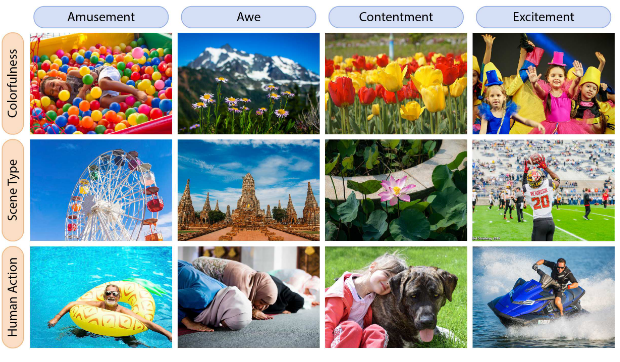 Amusement
Awe
Contentment
Excitement
Colorfulness
Scene Type
20
Human Action